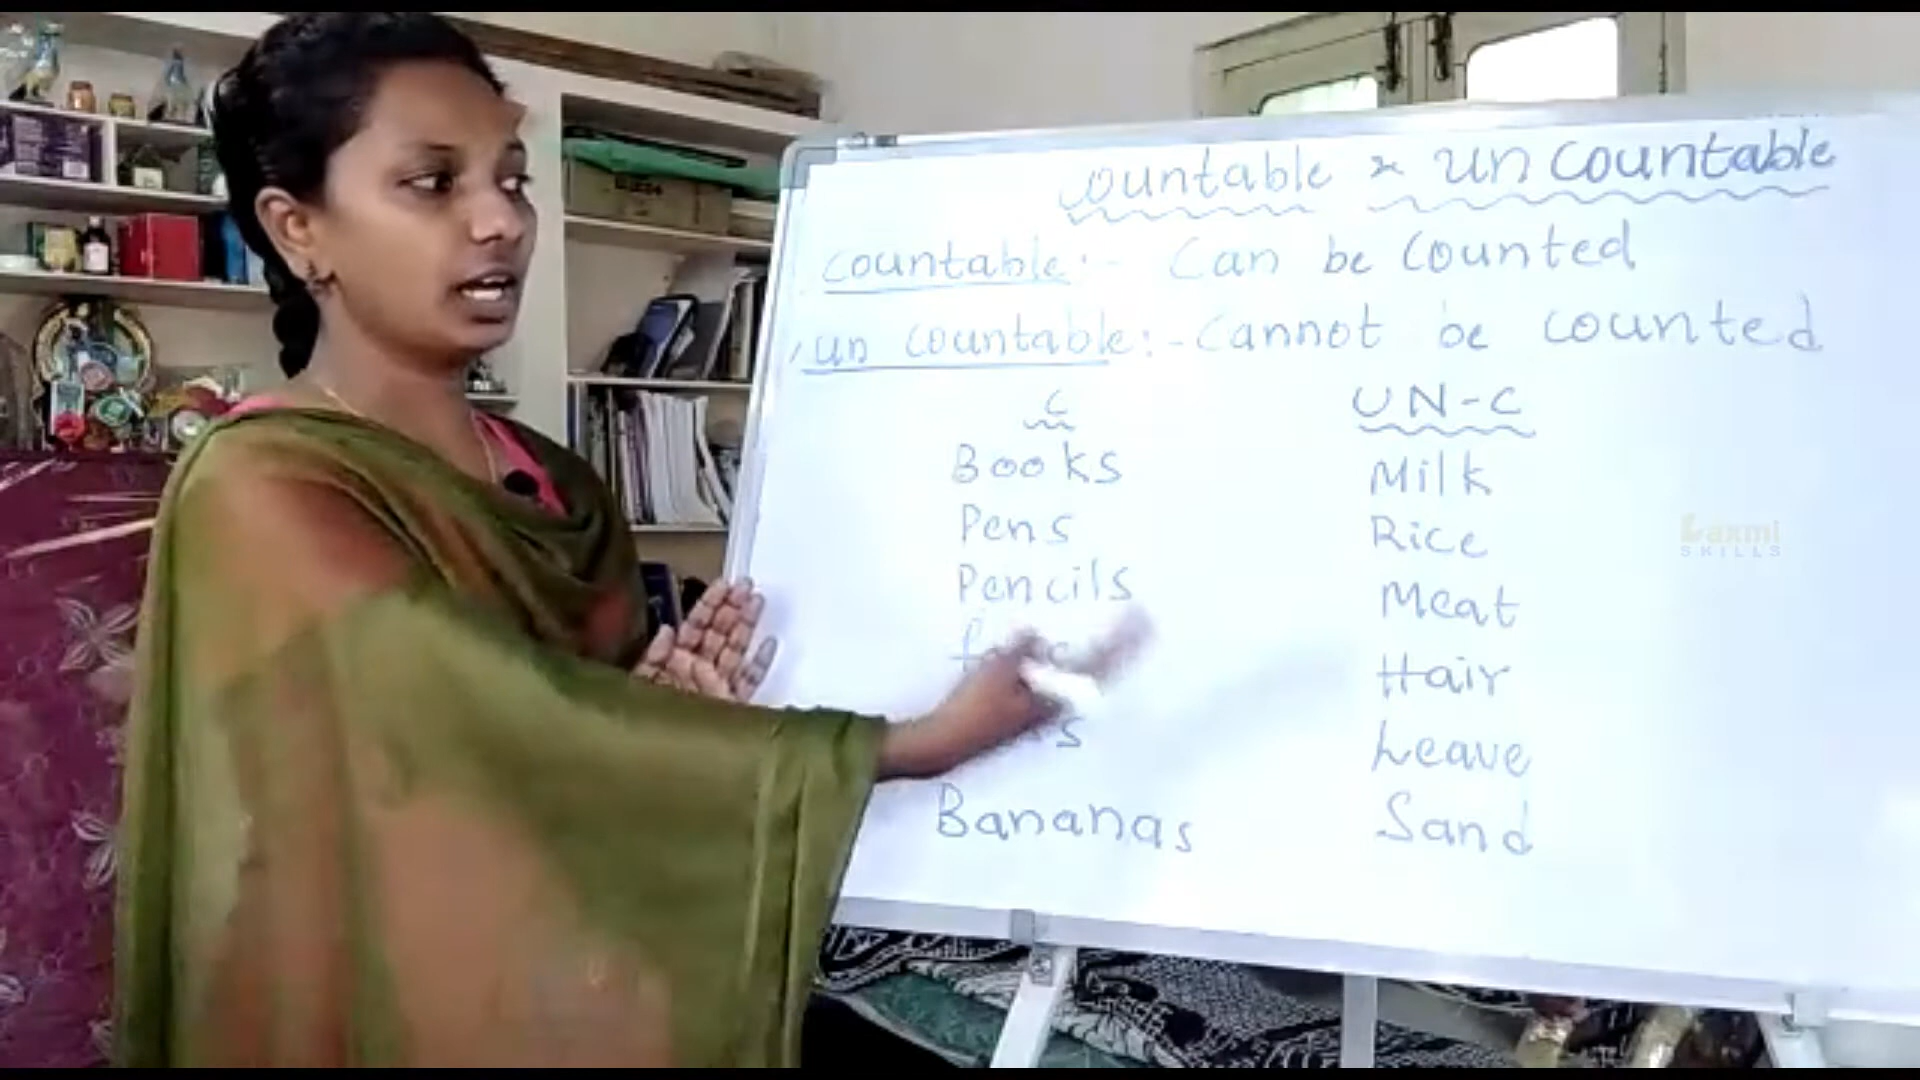 Countable × un countable
countable:- Can be counted
un countable:- Cannot be counted
C UN-C
Books Milk
Pens Rice
Pencils Meat
Hair
Leave
Bananas Sand
Laxmi
SKILLS